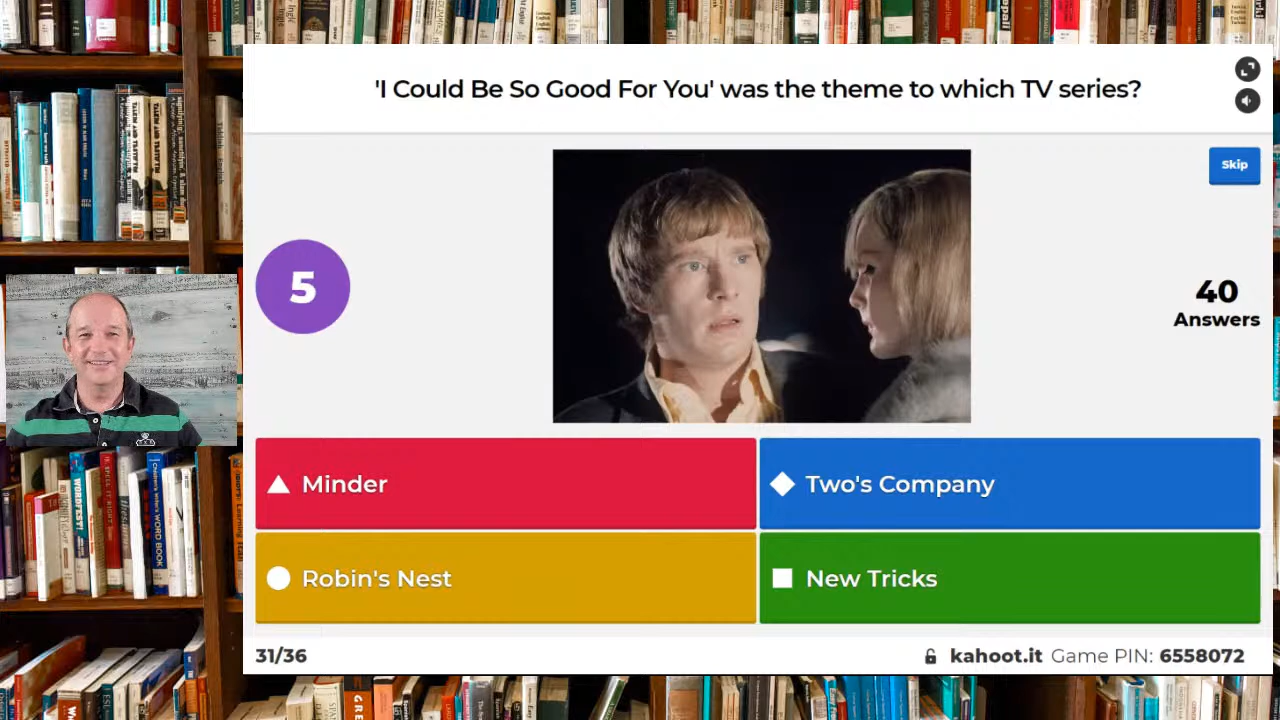 'I Could Be So Good For You' was the theme to which TV series?
Skip
5
40
Answers
Minder
Two's Company
Robin's Nest
New Tricks
31/36
kahoot.it Game PIN: 6558072